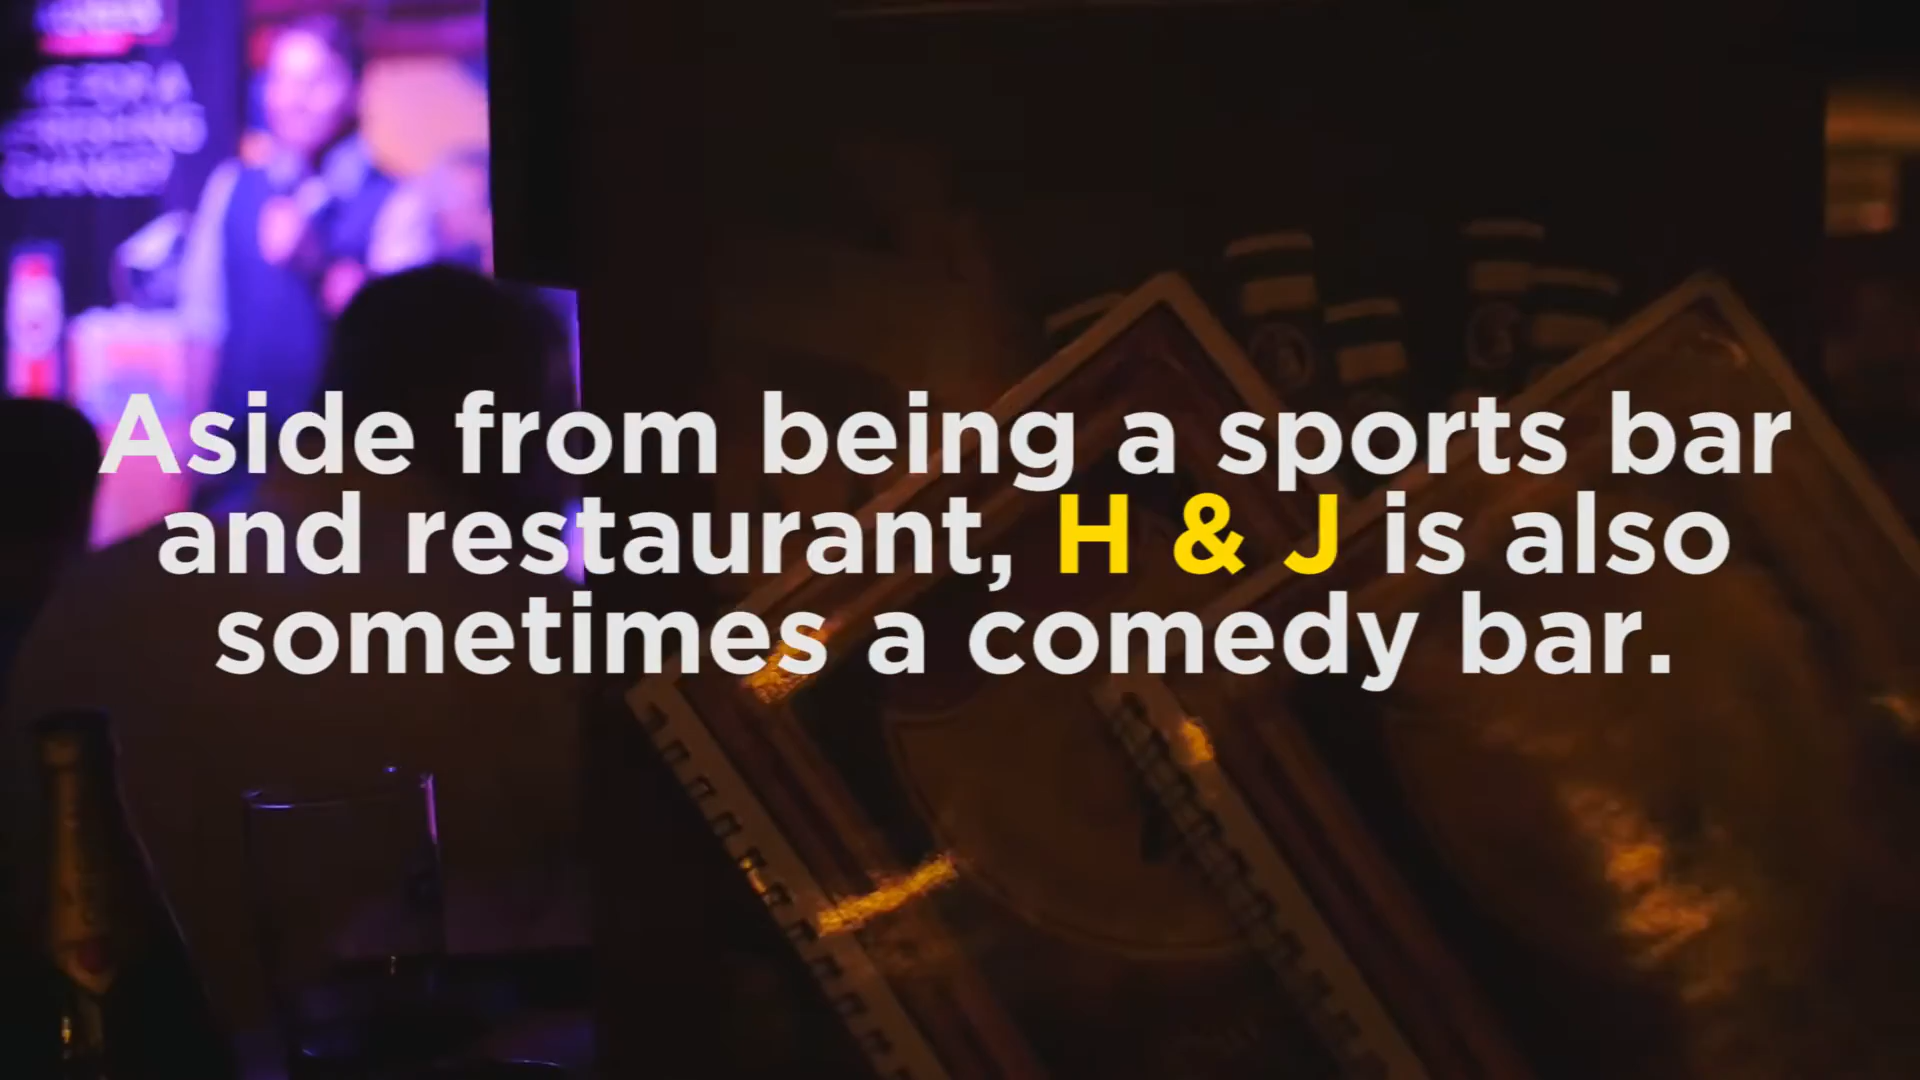 Aside from being a sports bar
and restaurant, H & J is also
sometimes a comedy bar.